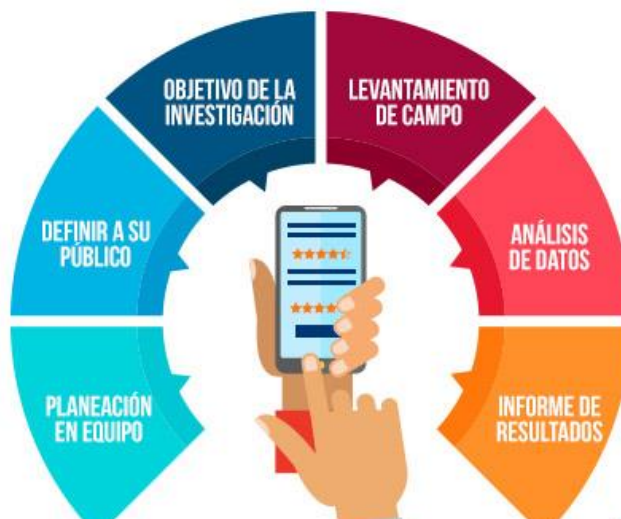 OBJETIVO DE LA
INVESTIGACIÓN
LEVANTAMIENTO
DE CAMPO
DEFINIR A SU
PÚBLICO
ANÁLISIS
DE DATOS
PLANEACIÓN
EN EQUIPO
INFORME DE
RESULTADOS